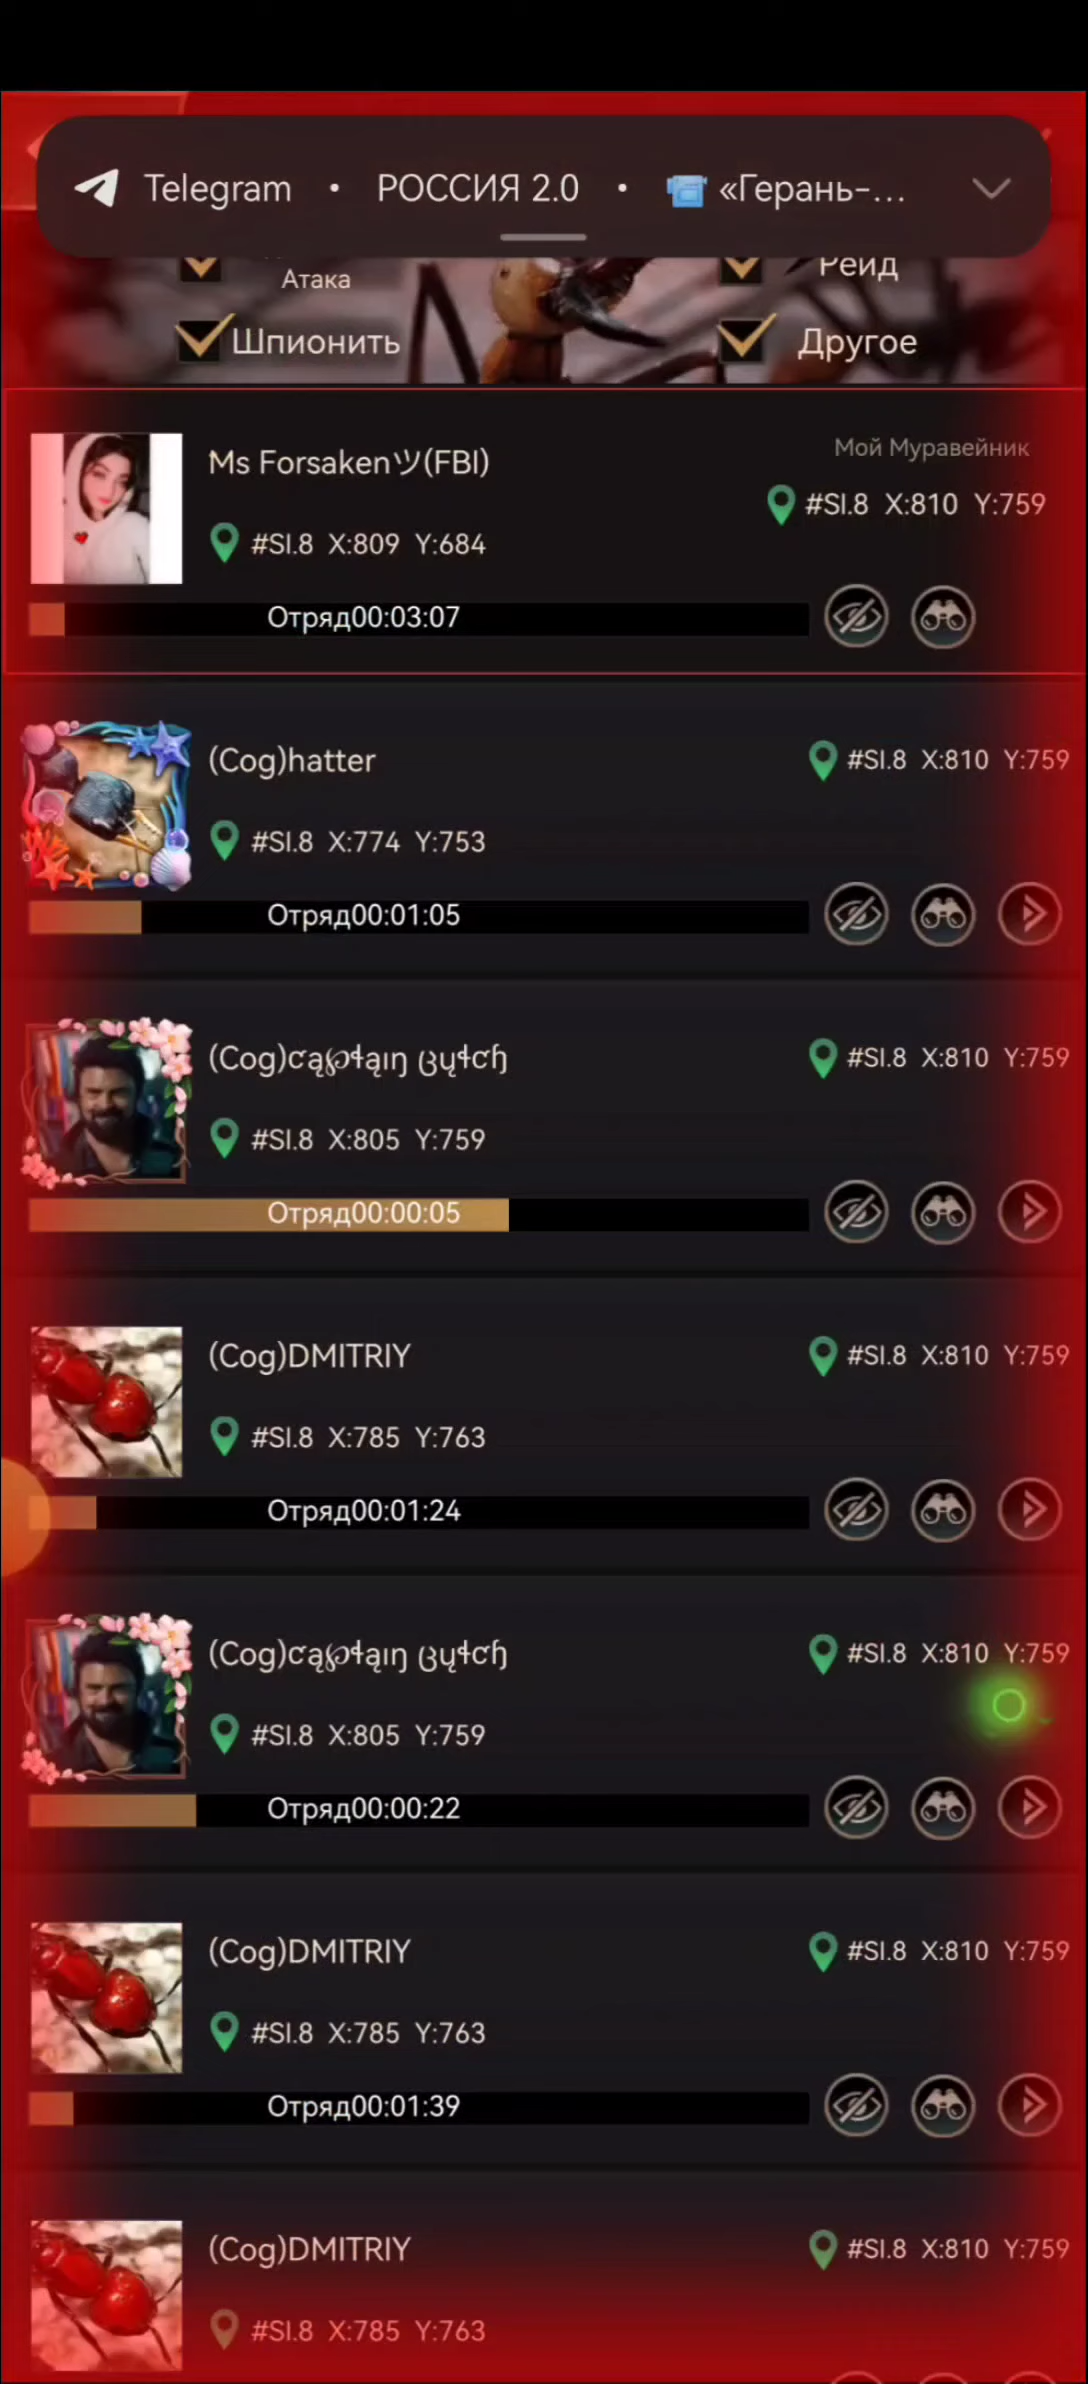 Telegram • РОССИЯ 2.0 • «Герань-...
Атака
Рейд
Шпионить
Другое
Ms Forsakenツ(FBI)
Мой Муравейник
#SI.8 X:810 Y:759
#SI.8 X:809 Y:684
Отряд00:03:07
(Cog)hatter
#SI.8 X:810 Y:759
#SI.8 X:774 Y:753
Отряд00:01:05
(Cog)ƈą℘ɬąıŋ ცųɬƈɧ
#SI.8 X:810 Y:759
#SI.8 X:805 Y:759
Отряд00:00:05
(Cog)DMITRIY
#SI.8 X:810 Y:759
#SI.8 X:785 Y:763
Отряд00:01:24
(Cog)ƈą℘ɬąıŋ ცųɬƈɧ
#SI.8 X:810 Y:759
#SI.8 X:805 Y:759
Отряд00:00:22
(Cog)DMITRIY
#SI.8 X:810 Y:759
#SI.8 X:785 Y:763
Отряд00:01:39
(Cog)DMITRIY
#SI.8 X:810 Y:759
#SI.8 X:785 Y:763